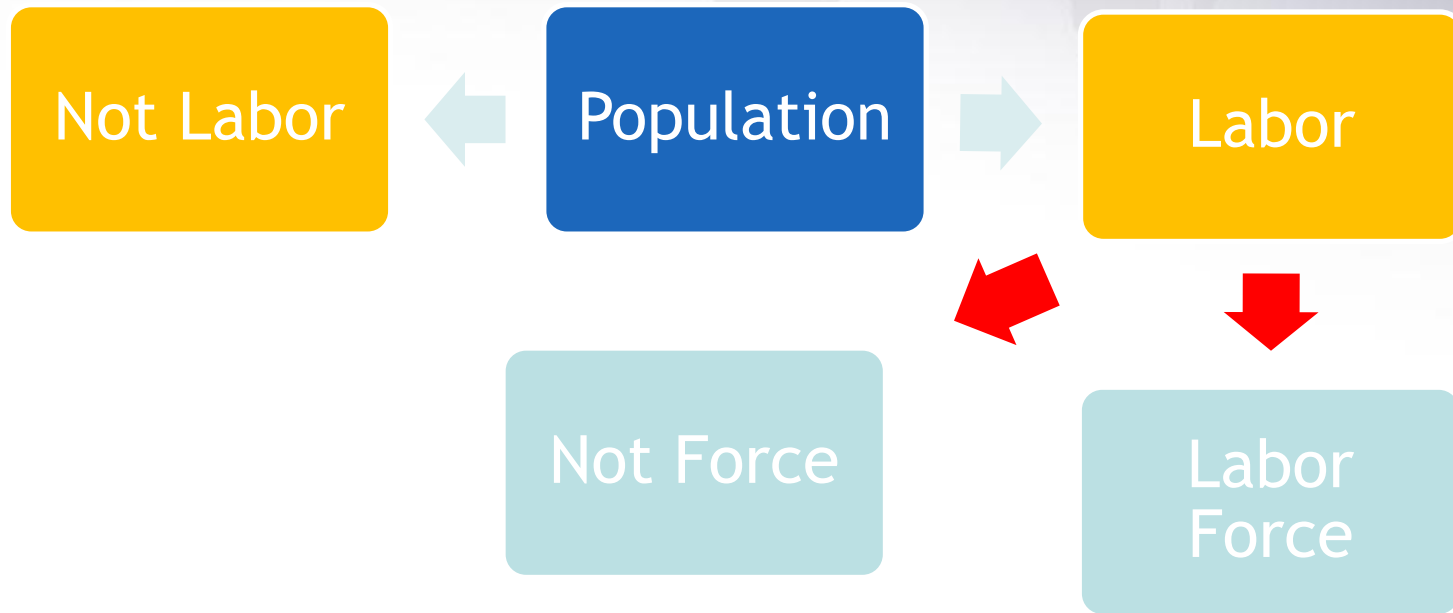 Not Labor
Population
Labor
Not Force
Labor
Force